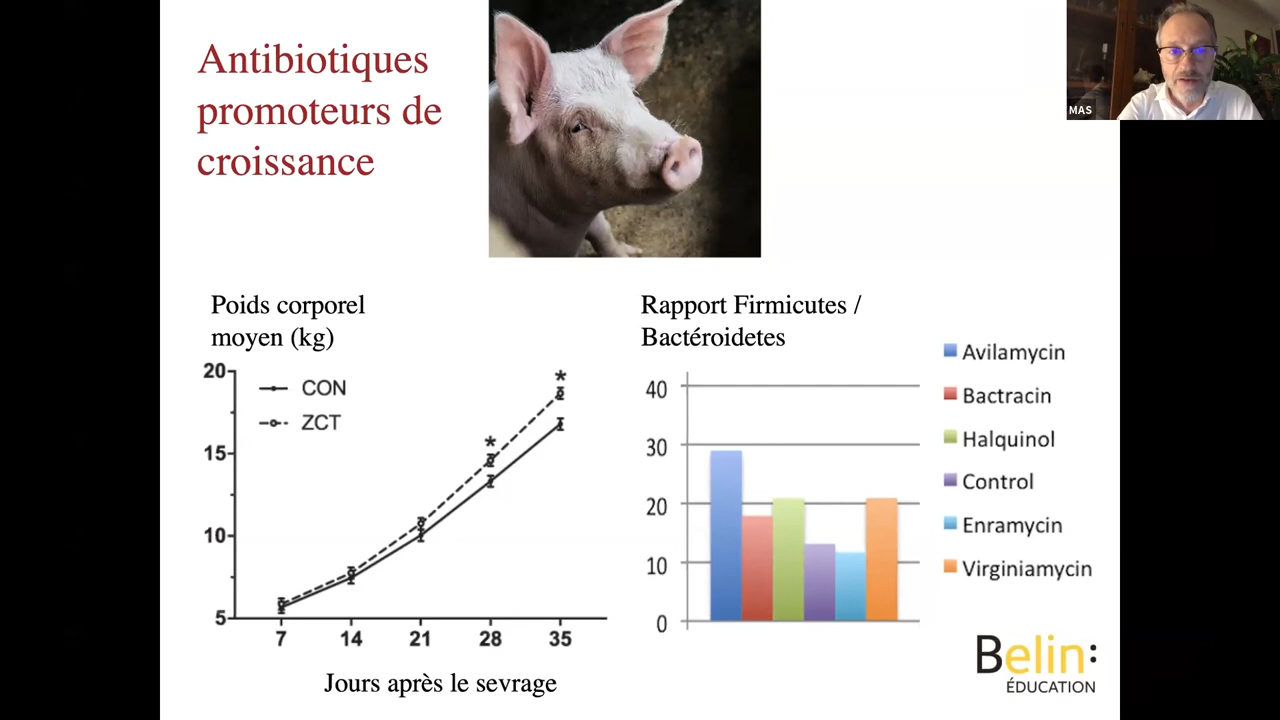 Antibiotiques
promoteurs de
croissance
MAS
Poids corporel
moyen (kg)
20
15
10
5
CON
ZCT
*
*
7 14 21 28 35
Jours après le sevrage
Rapport Firmicutes /
Bactéroidetes
40
30
20
10
0
Avilamycin
Bactracin
Halquinol
Control
Enramycin
Virginiamycin
Belin:
ÉDUCATION